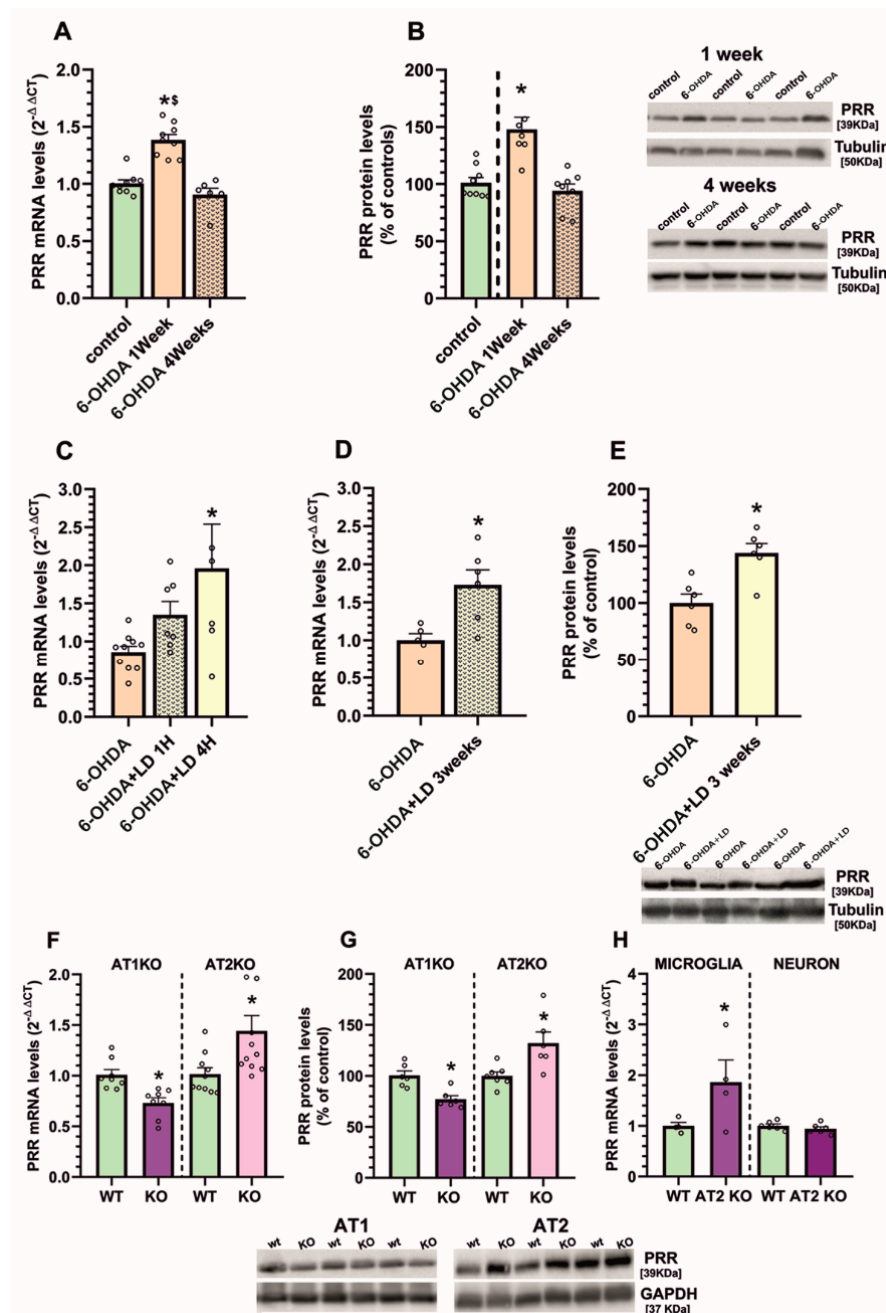 A
PRR mRNA levels (2-Δ ΔCT)
2.0
1.5
1.0
0.5
0.0
*$
control
6-OHDA 1Week
6-OHDA 4Weeks
B
PRR protein levels
(% of controls)
200
150
100
50
0
*
control
6-OHDA 1Week
6-OHDA 4Weeks
1 week
control 6-OHDA control 6-OHDA control 6-OHDA
PRR
[39KDa]
Tubulin
[50KDa]
4 weeks
control 6-OHDA control 6-OHDA control 6-OHDA
PRR
[39KDa]
Tubulin
[50KDa]
C
PRR mRNA levels (2-Δ ΔCT)
3.0
2.5
2.0
1.5
1.0
0.5
0.0
*
6-OHDA
6-OHDA+LD 1H
6-OHDA+LD 4H
D
PRR mRNA levels (2-Δ ΔCT)
3.0
2.5
2.0
1.5
1.0
0.5
0.0
*
6-OHDA
6-OHDA+LD 3weeks
E
PRR protein levels
(% of control)
200
150
100
50
0
*
6-OHDA
6-OHDA+LD 3 weeks
6-OHDA 6-OHDA+LD 6-OHDA 6-OHDA+LD 6-OHDA 6-OHDA+LD
PRR
[39KDa]
Tubulin
[50KDa]
F
AT1KO AT2KO
PRR mRNA levels (2-Δ ΔCT)
2.0
1.5
1.0
0.5
0.0
* *
WT KO WT KO
G
AT1KO AT2KO
PRR protein levels
(% of control)
200
150
100
50
0
* *
WT KO WT KO
H
MICROGLIA NEURON
PRR mRNA levels (2-Δ ΔCT)
4
3
2
1
0
*
WT AT2 KO WT AT2 KO
AT1 AT2
wt KO wt KO wt KO wt KO wt KO wt KO
PRR
[39KDa]
GAPDH
[37 KDa]